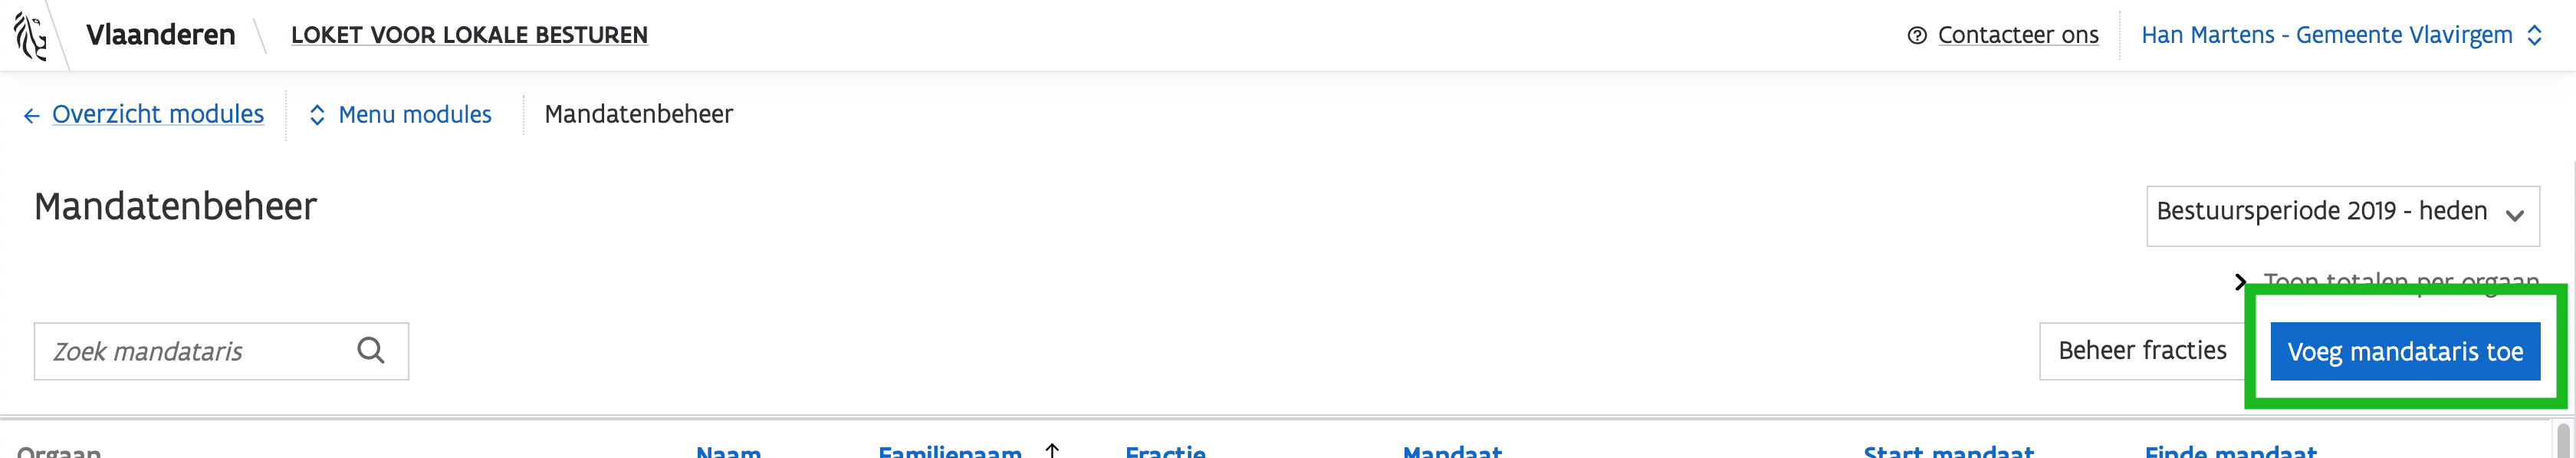 Vlaanderen
LOKET VOOR LOKALE BESTUREN
Contacteer ons
Han Martens - Gemeente Vlavirgem
Overzicht modules
Menu modules
Mandatenbeheer
Mandatenbeheer
Bestuursperiode 2019 - heden
Toon totalen per orgaan
Zoek mandataris
Beheer fracties
Voeg mandataris toe
Orgaan Naam Familienaam Fractie Mandaat Start mandaat Einde mandaat